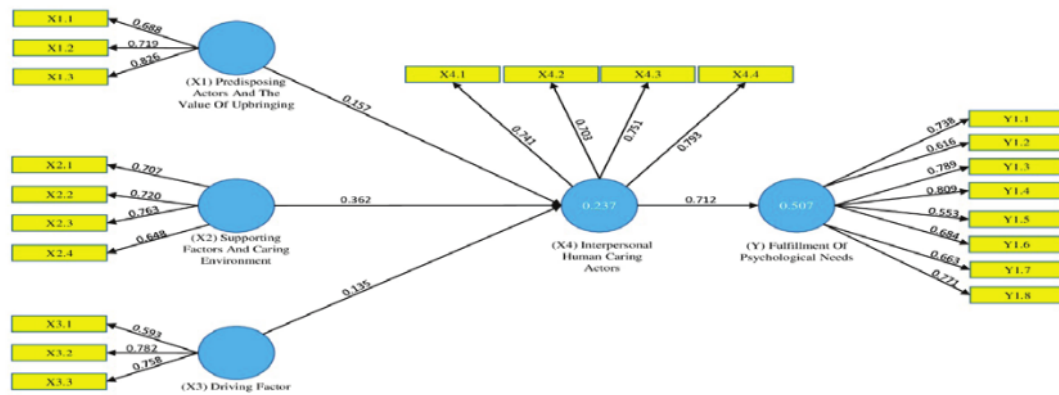 X1.1
0.688
X1.2
0.719
X1.3
0.826
(X1) Predisposing
Actors And The
Value Of Upbringing
0.157
X4.1
X4.2
X4.3
X4.4
0.741
0.703
0.751
0.793
X2.1
0.707
X2.2
0.720
X2.3
0.763
X2.4
0.648
(X2) Supporting
Factors And Caring
Environment
0.362
0.237
(X4) Interpersonal
Human Caring
Actors
0.712
0.507
(Y) Fulfillment Of
Psychological Needs
0.738
Y1.1
0.616
Y1.2
0.789
Y1.3
0.809
Y1.4
0.553
Y1.5
0.684
Y1.6
0.663
Y1.7
0.771
Y1.8
0.135
X3.1
0.593
X3.2
0.782
X3.3
0.758
(X3) Driving Factor